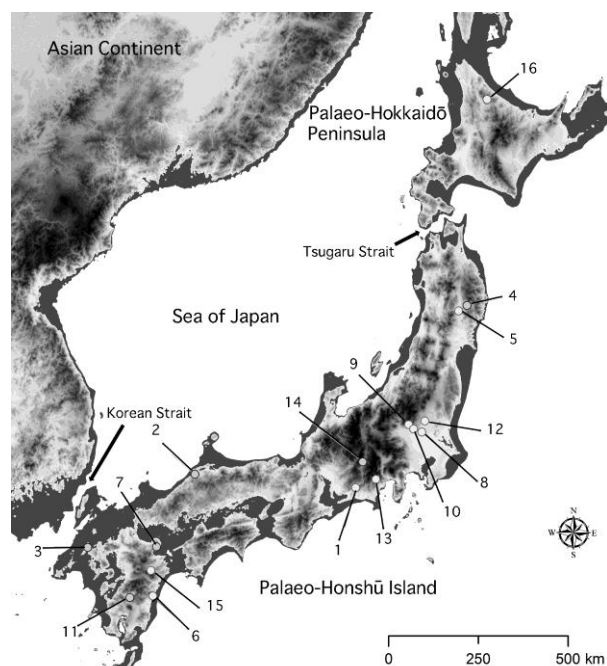 Asian Continent
16
Palaeo-Hokkaidō
Peninsula
Tsugaru Strait
4
5
Sea of Japan
9
14
12
Korean Strait
2
8
7
10
1
13
3
15
Palaeo-Honshū Island
11
6
N
W
E
S
0 250 500 km